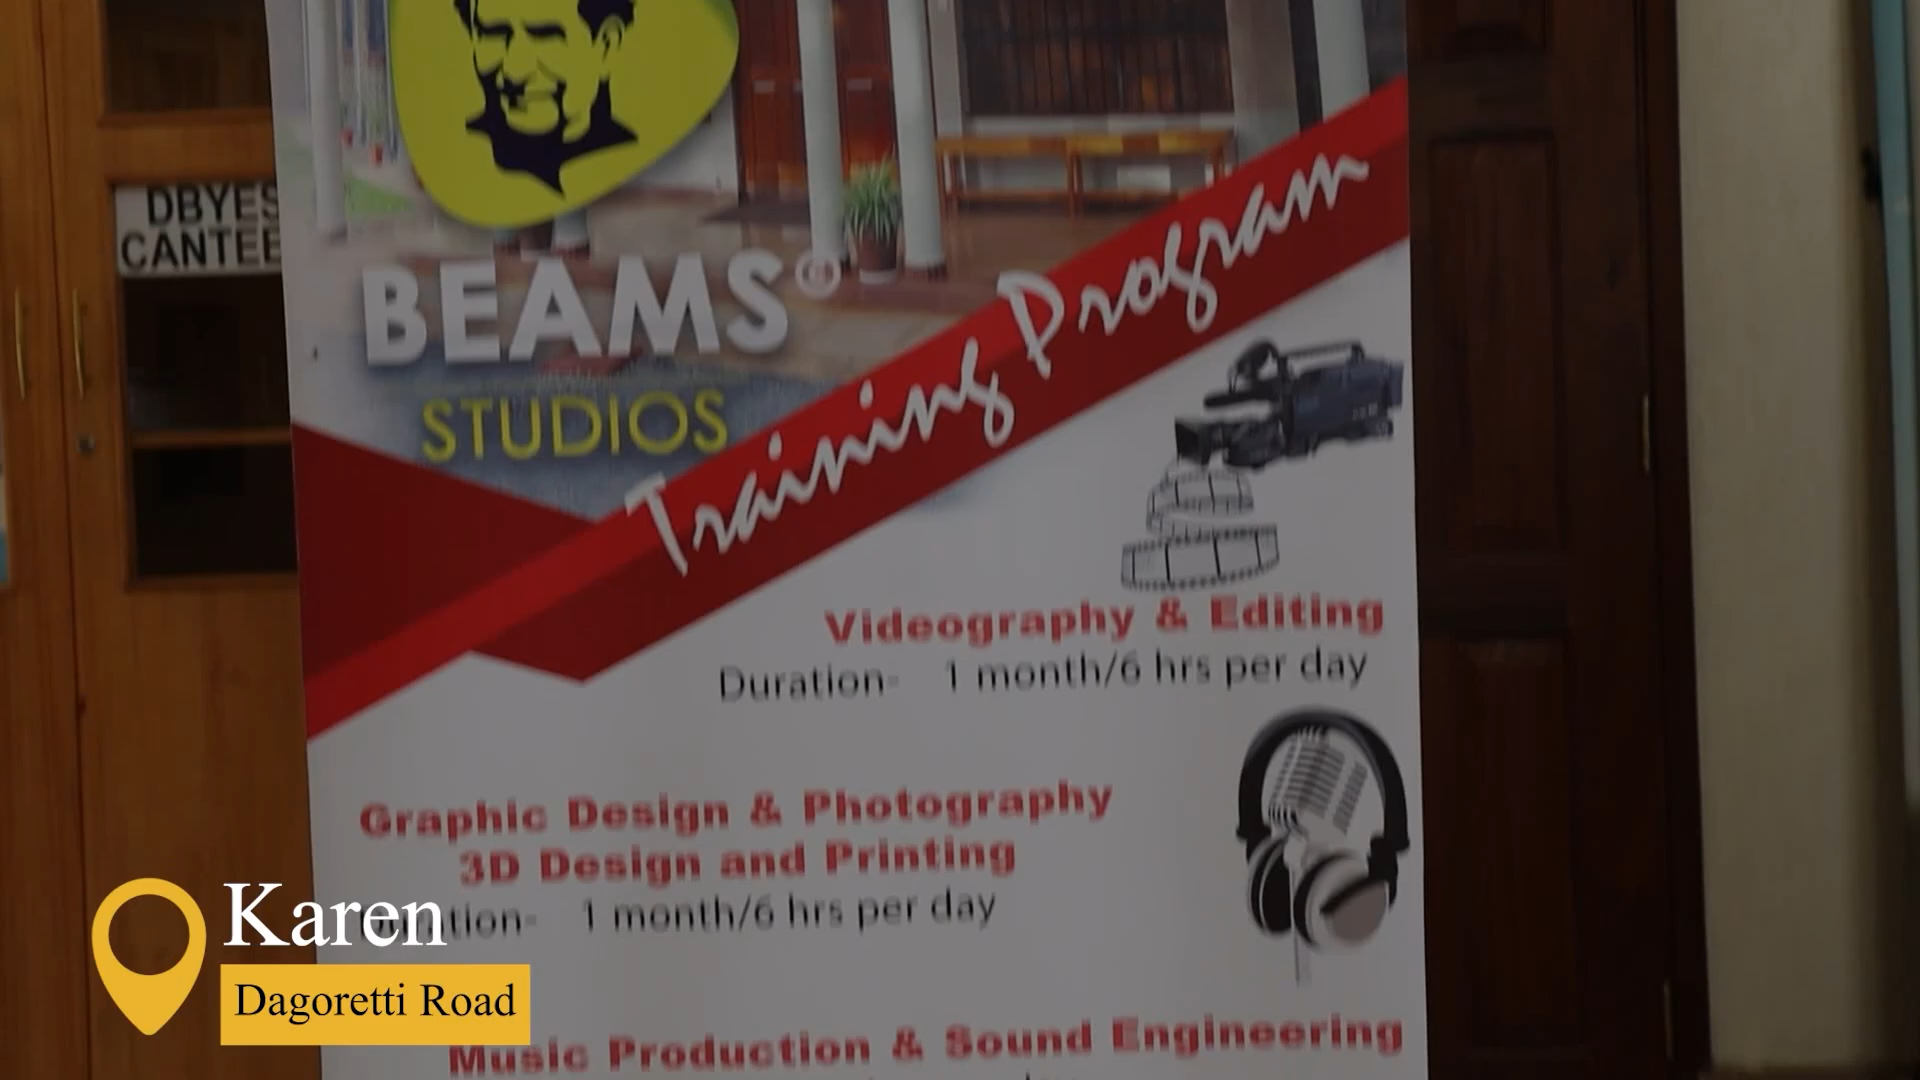 DBYES
CANTEE
BEAMS
STUDIOS
Training Program
Videography & Editing
Duration- 1 month/6 hrs per day
Graphic Design & Photography
3D Design and Printing
Duration- 1 month/6 hrs per day
Karen
Dagoretti Road
Music Production & Sound Engineering